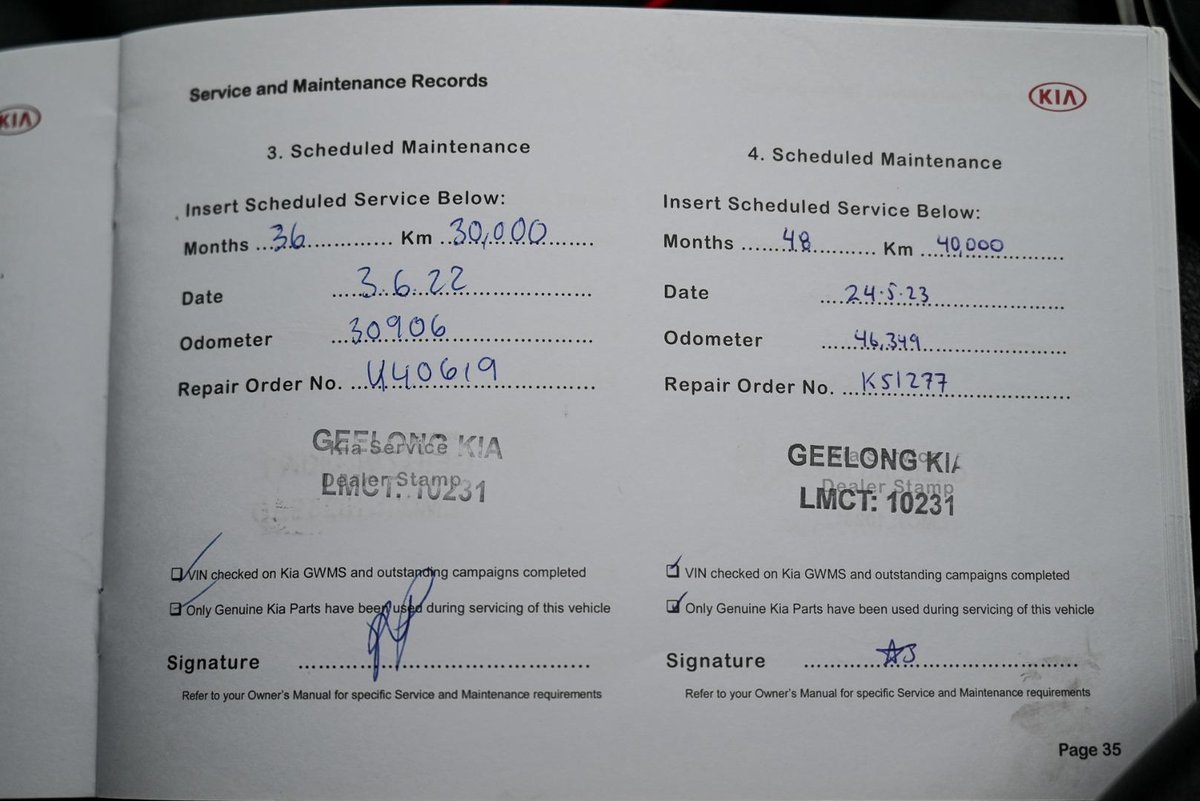 KIA
Service and Maintenance Records
KIA
3. Scheduled Maintenance
Insert Scheduled Service Below:
Months ...36................ Km ..30,000........
Date ....3.6.22....................
Odometer ...30906........................
Repair Order No. ...U40619...............
GEELONG KIA
Kia Service
Dealer Stamp
LMCT: 10231
VIN checked on Kia GWMS and outstanding campaigns completed
Only Genuine Kia Parts have been used during servicing of this vehicle
Signature ................................................
Refer to your Owner's Manual for specific Service and Maintenance requirements
4. Scheduled Maintenance
Insert Scheduled Service Below:
Months ......48........... Km ...40,000..........
Date ....24.5.23......................
Odometer .....46,349.......................
Repair Order No. ...K51277...................
GEELONG KIA
Dealer Stamp
LMCT: 10231
VIN checked on Kia GWMS and outstanding campaigns completed
Only Genuine Kia Parts have been used during servicing of this vehicle
Signature .............................................
Refer to your Owner's Manual for specific Service and Maintenance requirements
Page 35